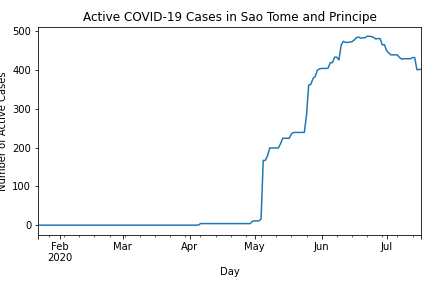 Active COVID-19 Cases in Sao Tome and Principe
Number of Active Cases
500
400
300
200
100
0
Feb
2020
Mar
Apr
May
Jun
Jul
Day